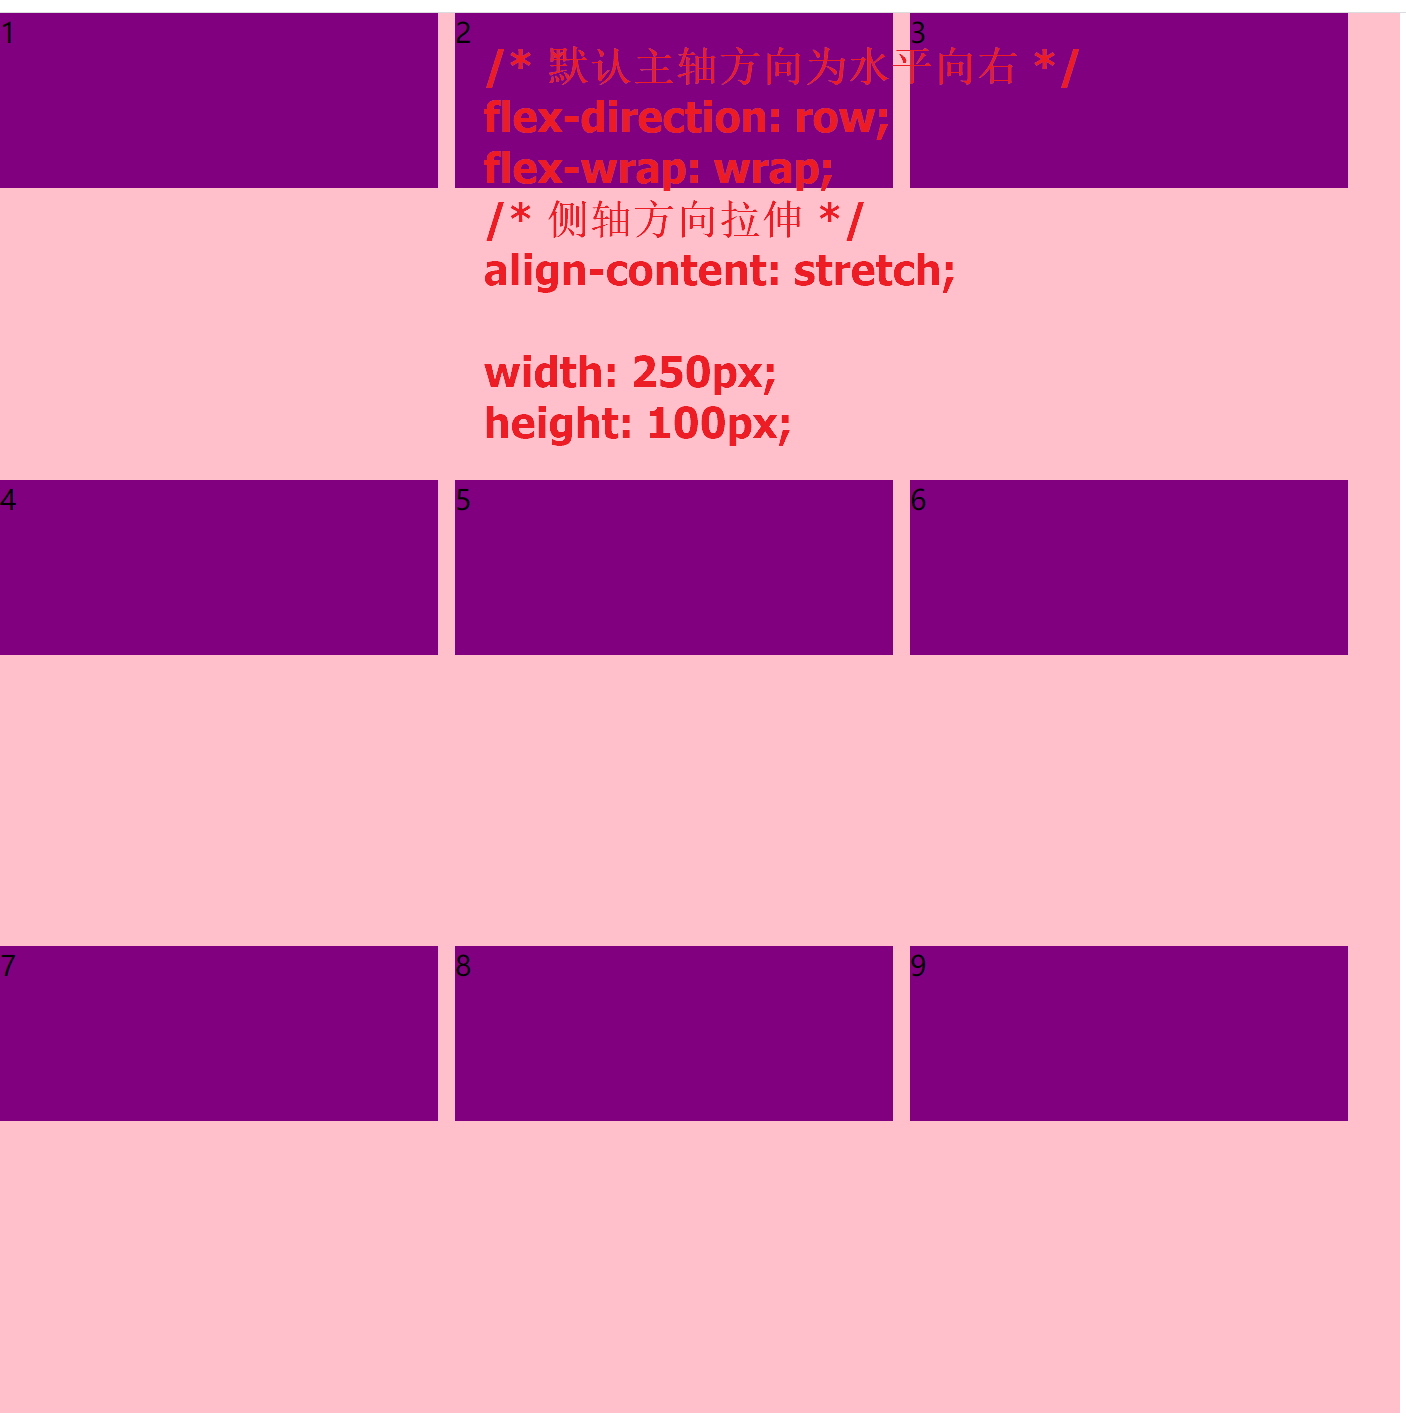 1 2 3
/* 默认主轴方向为水平向右 */
flex-direction: row;
flex-wrap: wrap;
/* 侧轴方向拉伸 */
align-content: stretch;
width: 250px;
height: 100px;
4 5 6
7 8 9